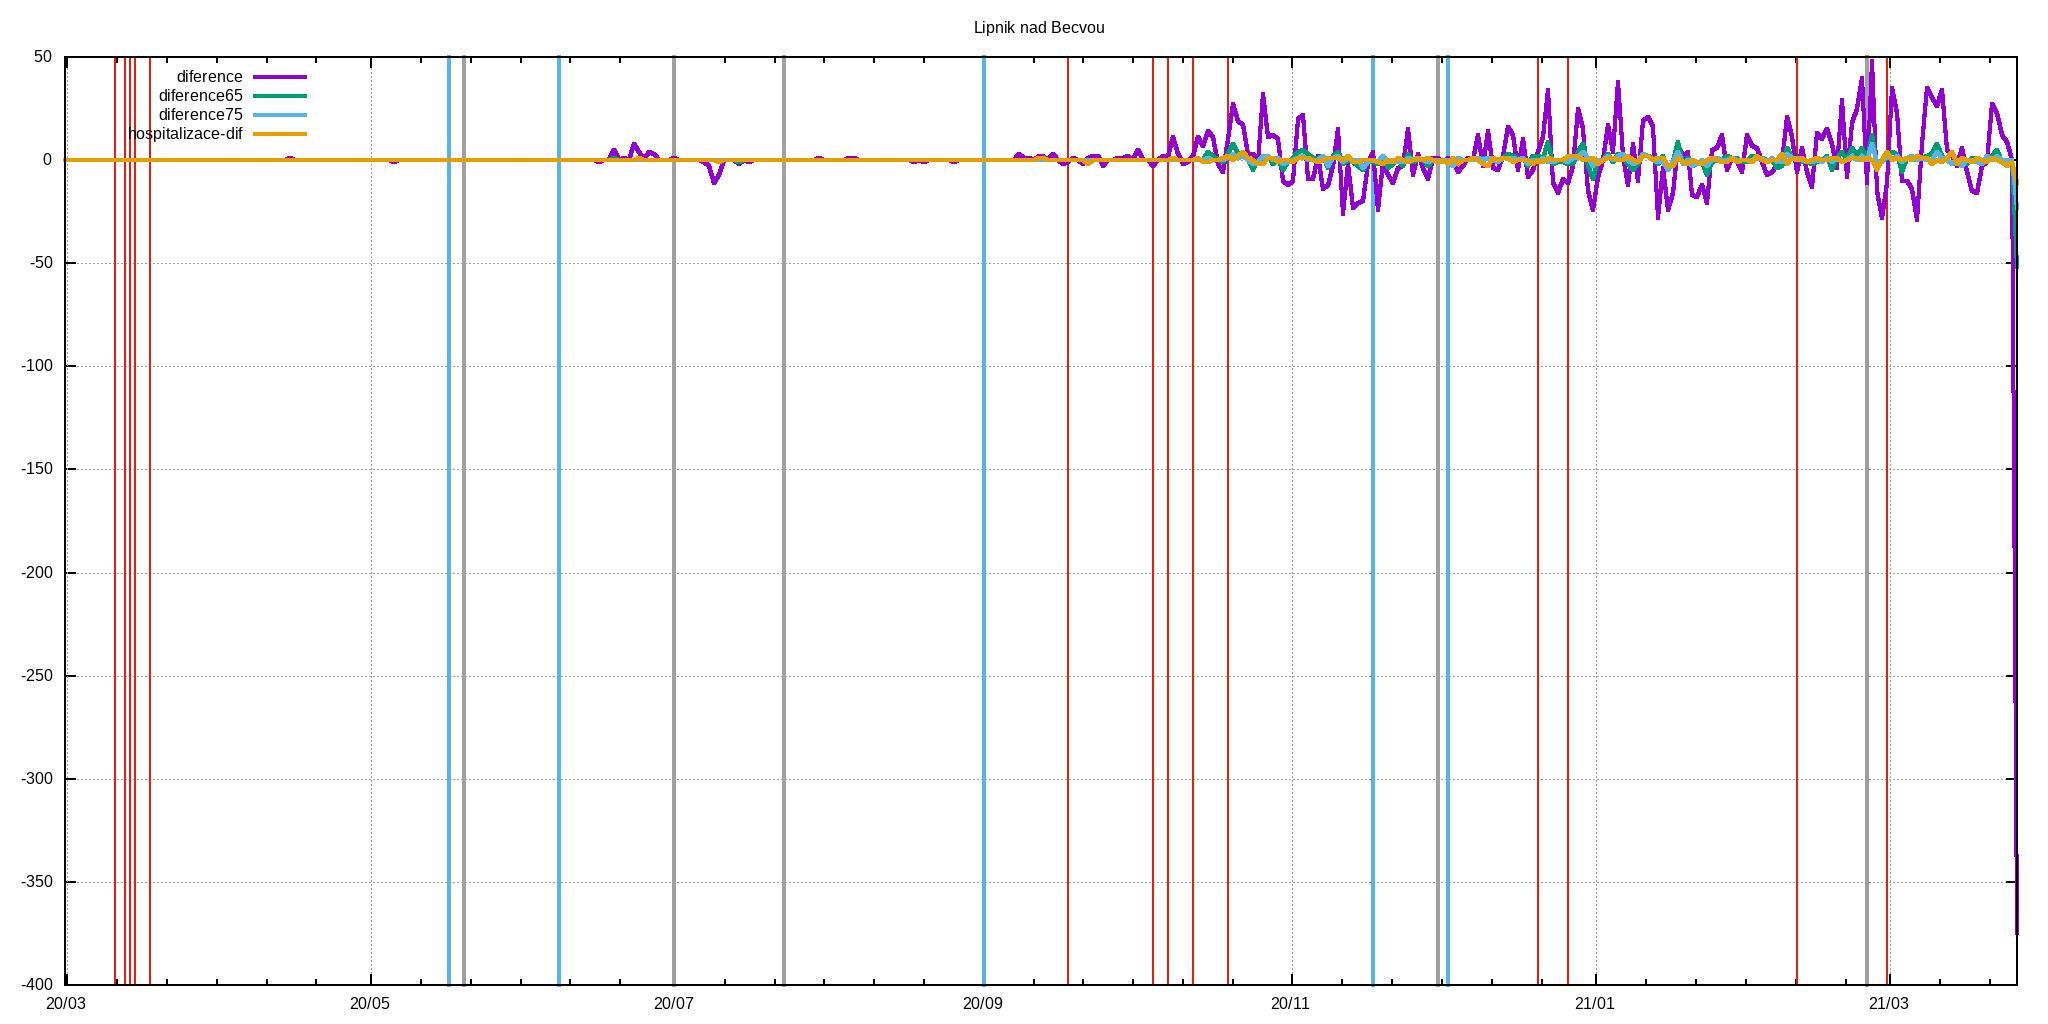 Lipnik nad Becvou
50
diference
diference65
diference75
hospitalizace-dif
0
-50
-100
-150
-200
-250
-300
-350
-400
20/03 20/05 20/07 20/09 20/11 21/01 21/03